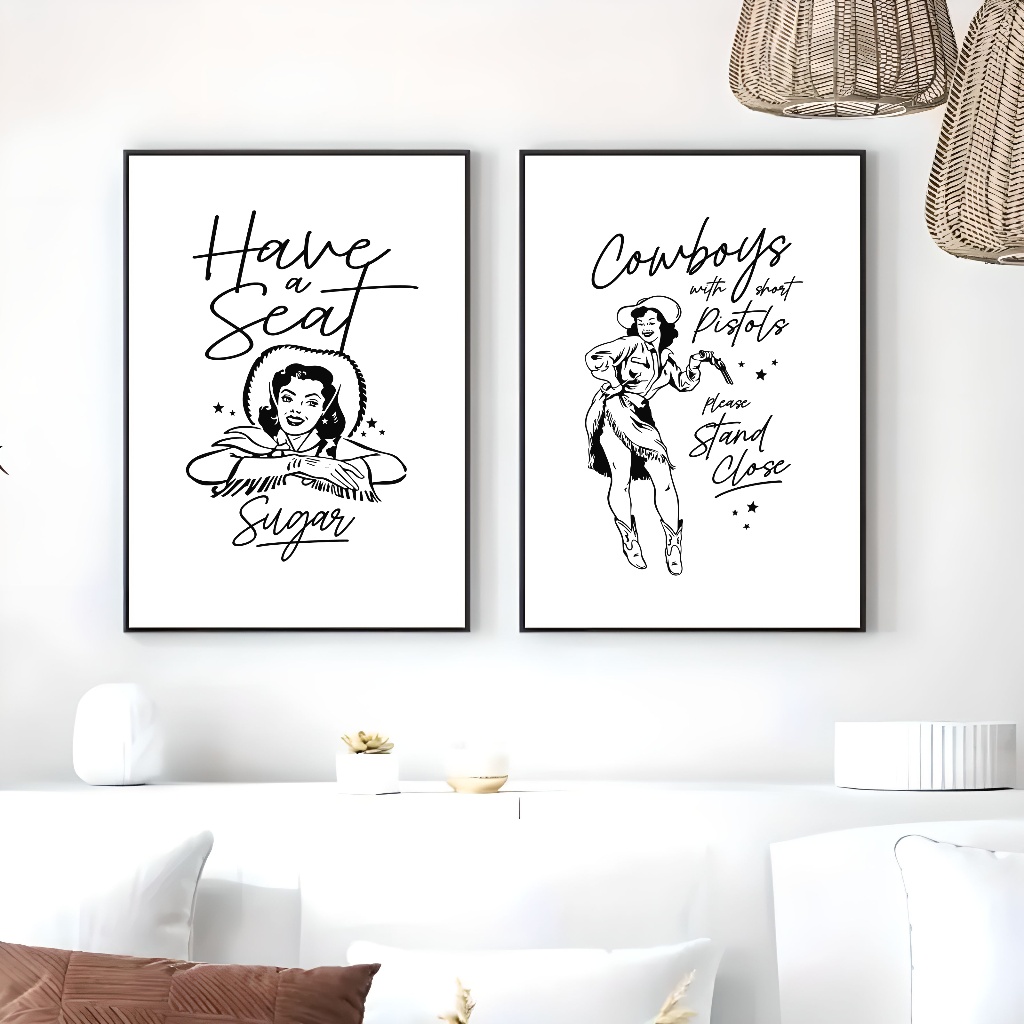 Have
a
Seat
Sugar
Cowboys
with short
Pistols
Please
Stand
Close